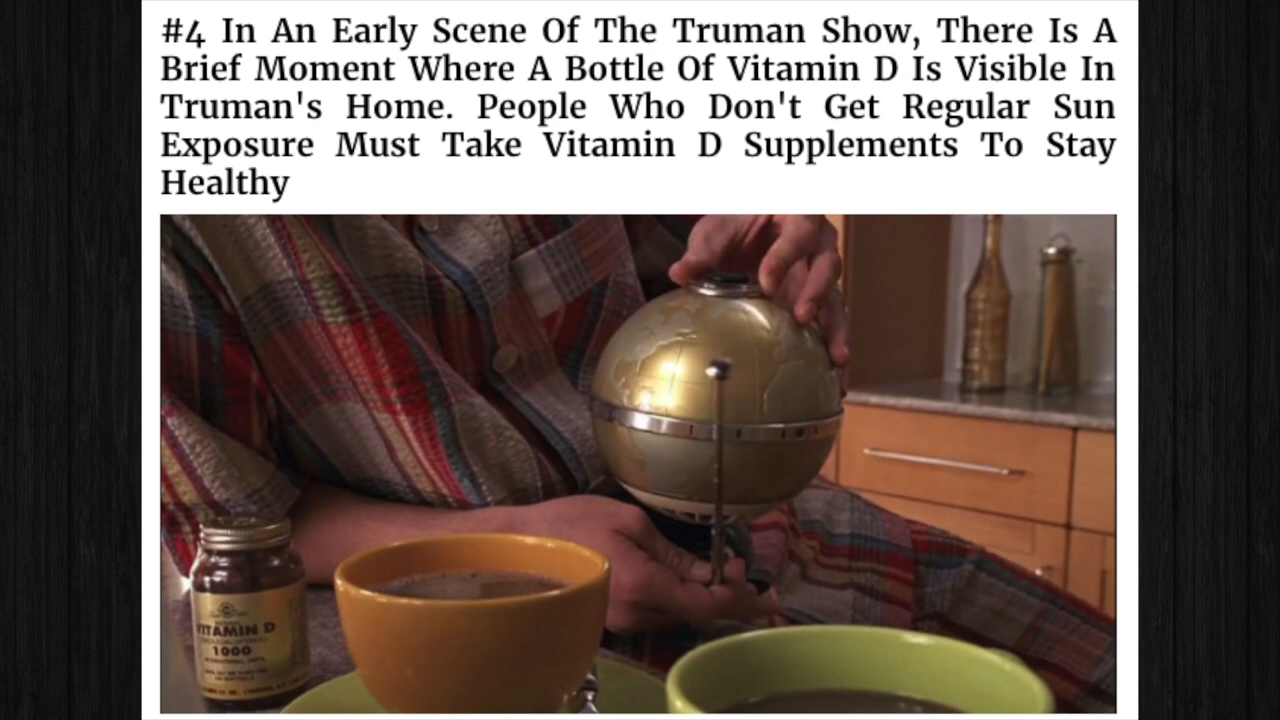 #4 In An Early Scene Of The Truman Show, There Is A
Brief Moment Where A Bottle Of Vitamin D Is Visible In
Truman's Home. People Who Don't Get Regular Sun
Exposure Must Take Vitamin D Supplements To Stay
Healthy
VITAMIN D
1000